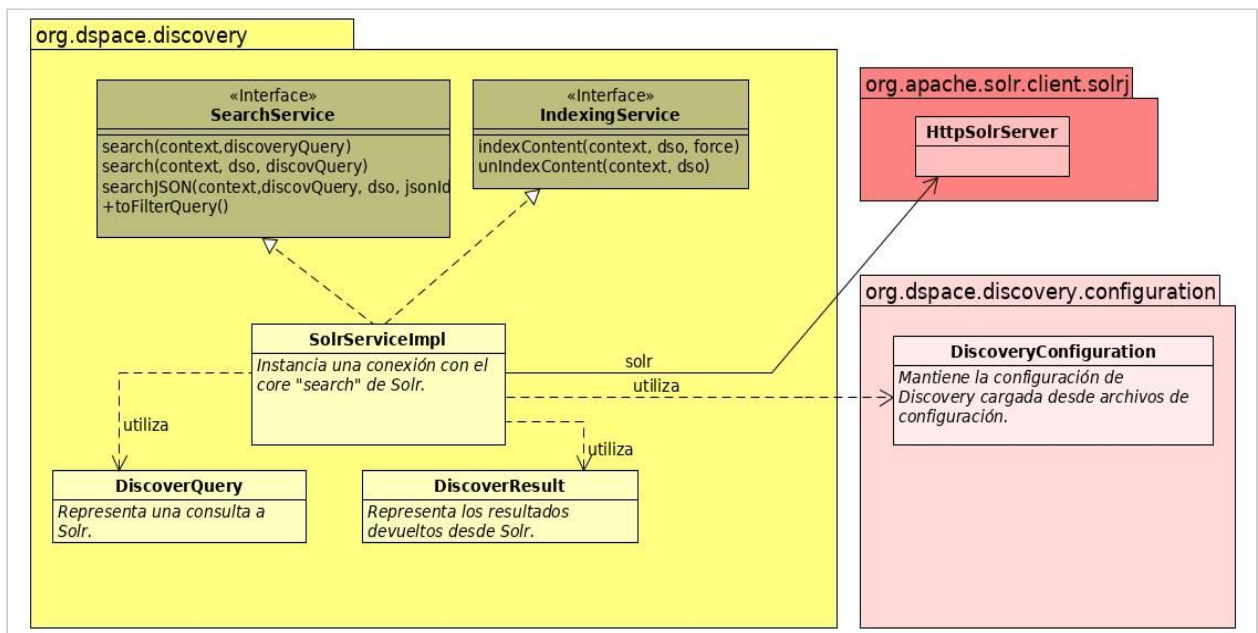 org.dspace.discovery
«Interface»
SearchService
search(context,discoveryQuery)
search(context, dso, discovQuery)
searchJSON(context,discovQuery, dso, jsonId
+toFilterQuery()
«Interface»
IndexingService
indexContent(context, dso, force)
unIndexContent(context, dso)
org.apache.solr.client.solrj
HttpSolrServer
SolrServiceImpl
Instancia una conexión con el
core "search" de Solr.
solr
utiliza
utiliza
utiliza
org.dspace.discovery.configuration
DiscoveryConfiguration
Mantiene la configuración de
Discovery cargada desde archivos de
configuración.
DiscoverQuery
Representa una consulta a
Solr.
DiscoverResult
Representa los resultados
devueltos desde Solr.